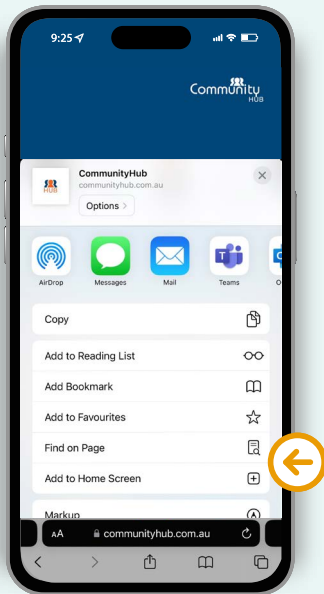 9:25
Community
HUB
CommunityHub
communityhub.com.au
Options
AirDrop
Messages
Mail
Teams
Copy
Add to Reading List
Add Bookmark
Add to Favourites
Find on Page
Add to Home Screen
Markup
AA communityhub.com.au